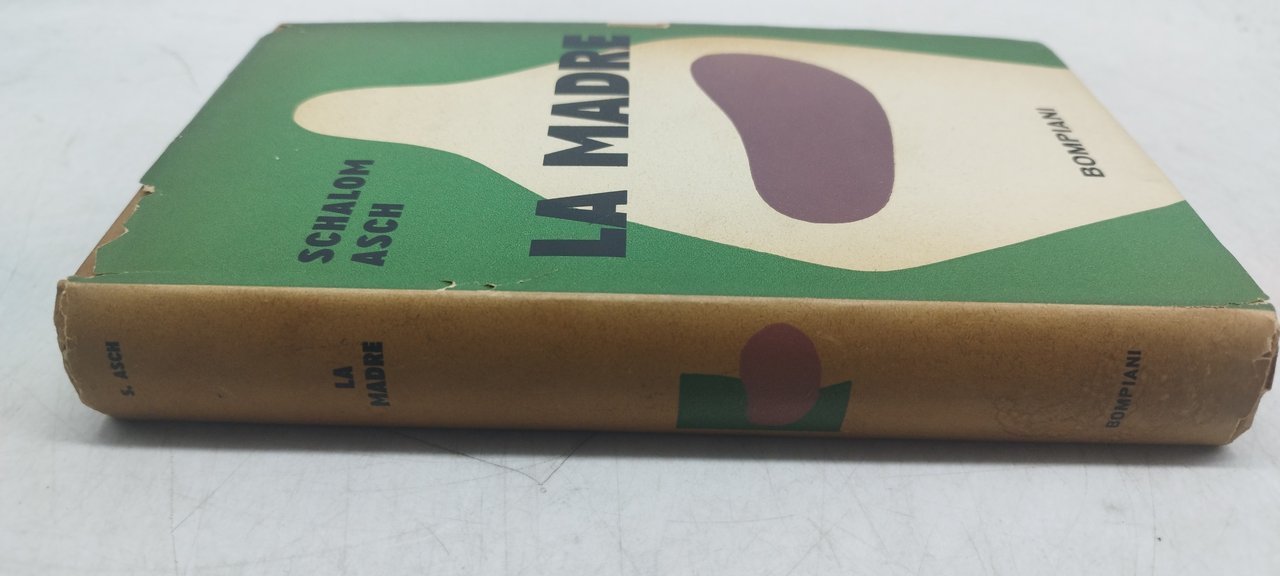 SCHALOM
ASCH
LA MADRE
BOMPIANI
S. ASCH
LA
MADRE
BOMPIANI